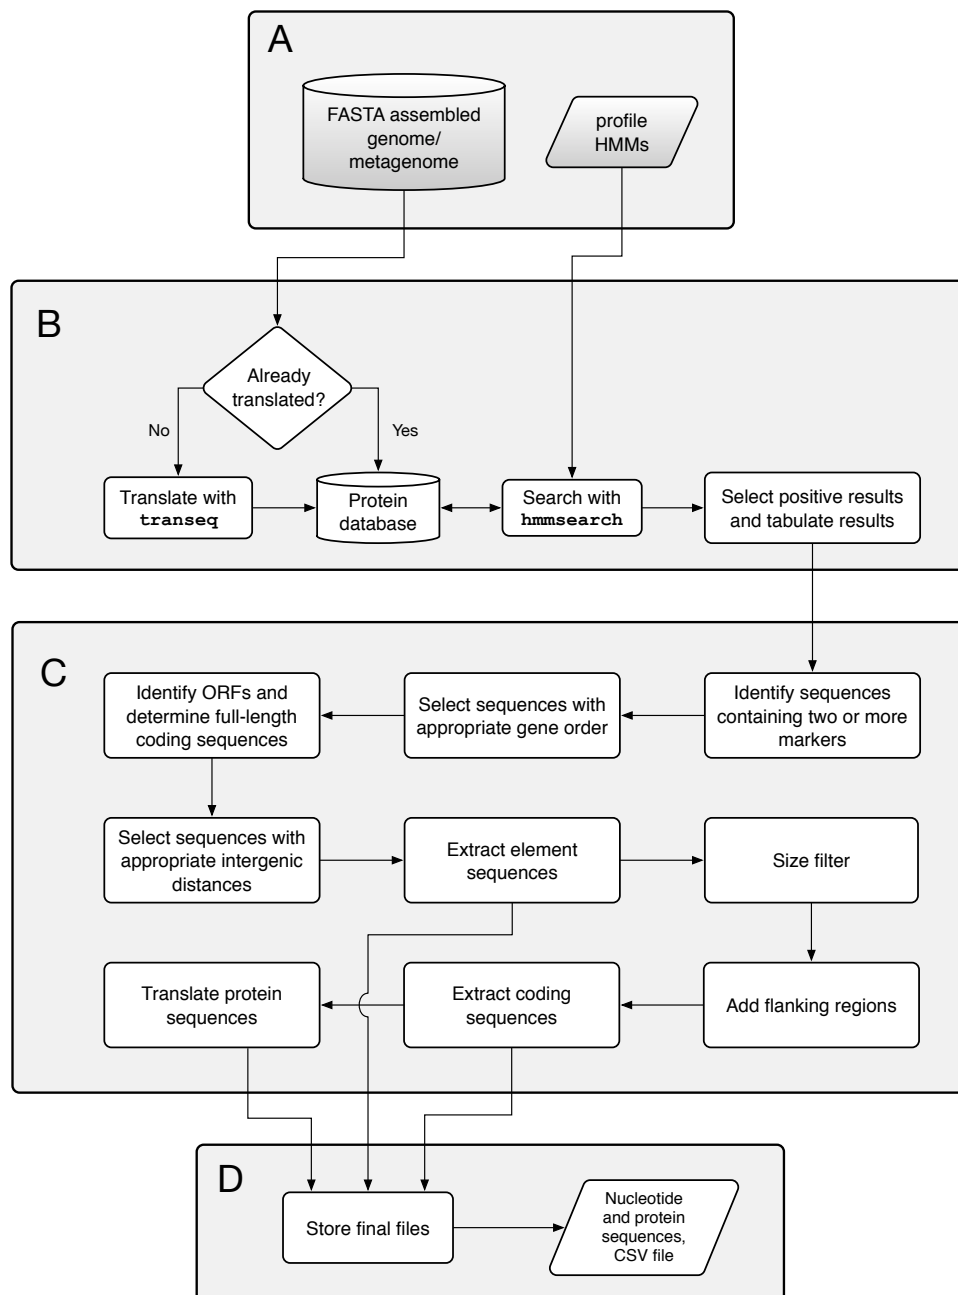 A
FASTA assembled
genome/
metagenome
profile
HMMs
B
Already
translated?
No
Yes
Translate with
transeq
Protein
database
Search with
hmmsearch
Select positive results
and tabulate results
C
Identify ORFs and
determine full-length
coding sequences
Select sequences with
appropriate gene order
Identify sequences
containing two or more
markers
Select sequences with
appropriate intergenic
distances
Extract element
sequences
Size filter
Translate protein
sequences
Extract coding
sequences
Add flanking regions
D
Store final files
Nucleotide
and protein
sequences,
CSV file